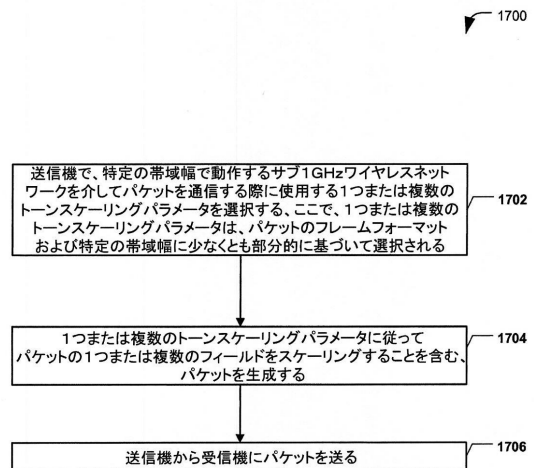 1700
送信機で、特定の帯域幅で動作するサブ1GHzワイヤレスネット
ワークを介してパケットを通信する際に使用する1つまたは複数の
トーンスケーリングパラメータを選択する、ここで、1つまたは複数の
トーンスケーリングパラメータは、パケットのフレームフォーマット
および特定の帯域幅に少なくとも部分的に基づいて選択される
1702
1つまたは複数のトーンスケーリングパラメータに従って
パケットの1つまたは複数のフィールドをスケーリングすることを含む、
パケットを生成する
1704
送信機から受信機にパケットを送る
1706